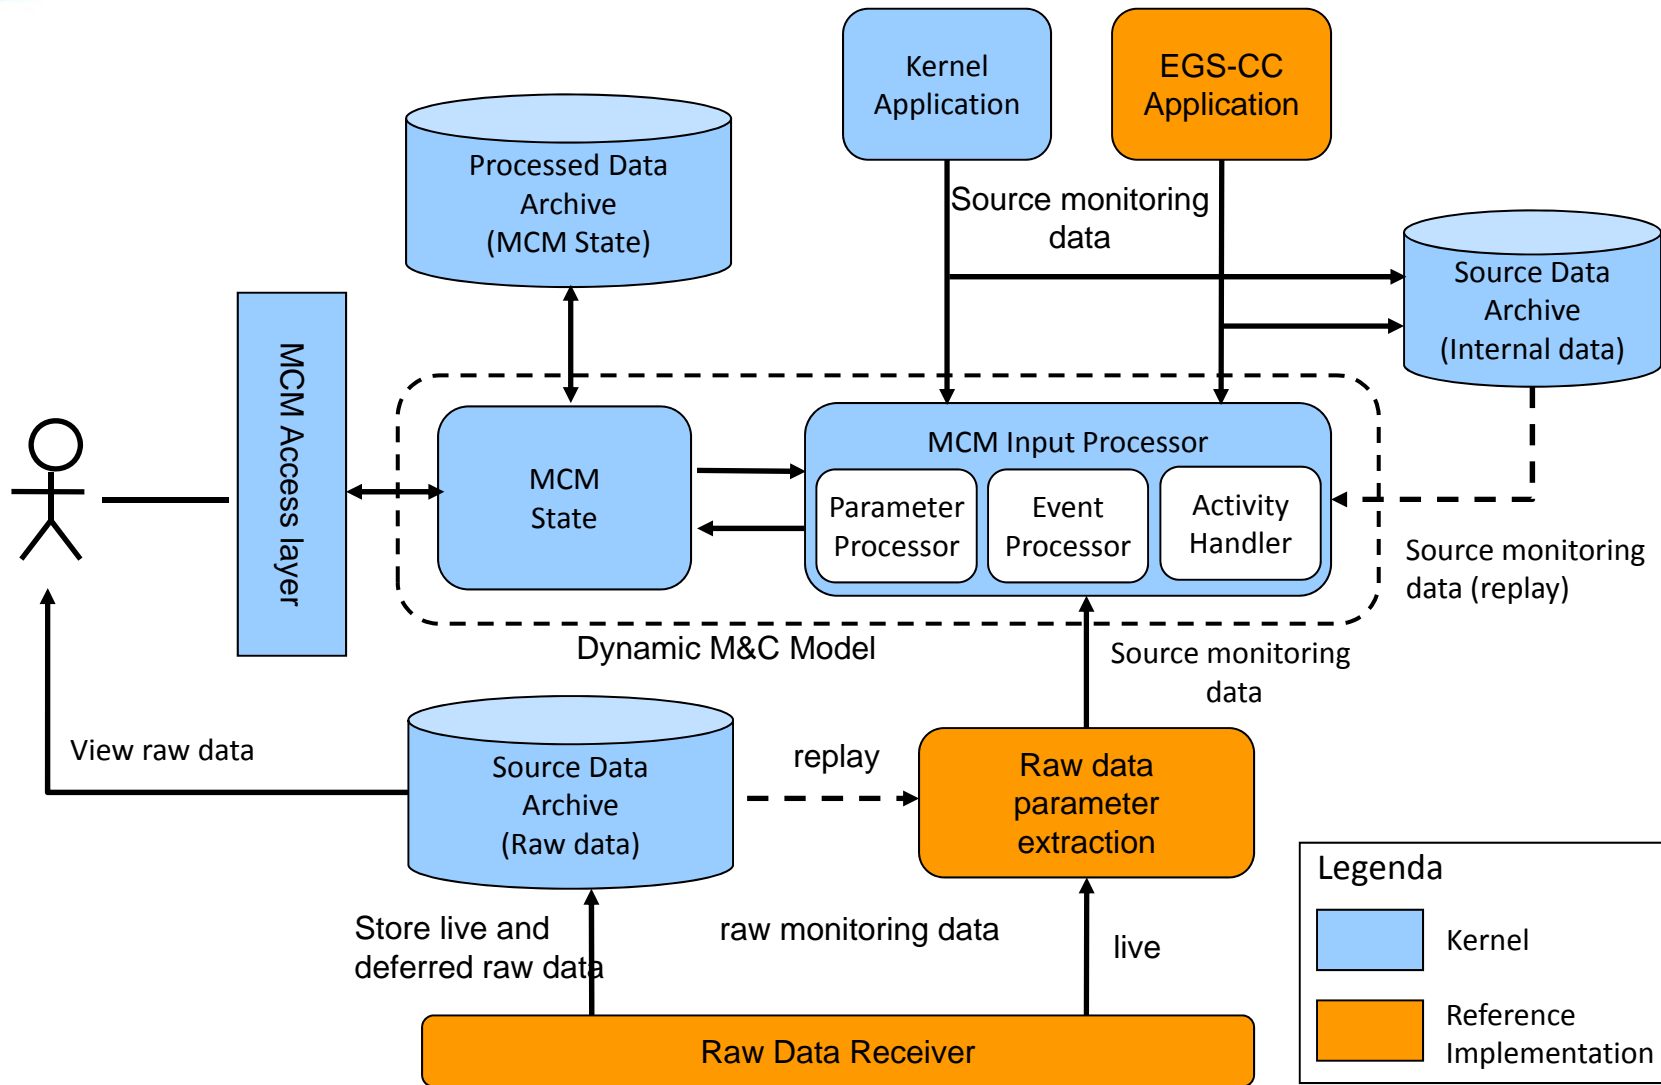 Kernel
Application
EGS-CC
Application
Processed Data
Archive
(MCM State)
Source monitoring
data
Source Data
Archive
(Internal data)
MCM Access layer
MCM
State
MCM Input Processor
Parameter
Processor
Event
Processor
Activity
Handler
Source monitoring
data (replay)
Dynamic M&C Model
Source monitoring
data
View raw data
Source Data
Archive
(Raw data)
replay
Raw data
parameter
extraction
Store live and
deferred raw data
raw monitoring data
live
Raw Data Receiver
Legenda
Kernel
Reference
Implementation